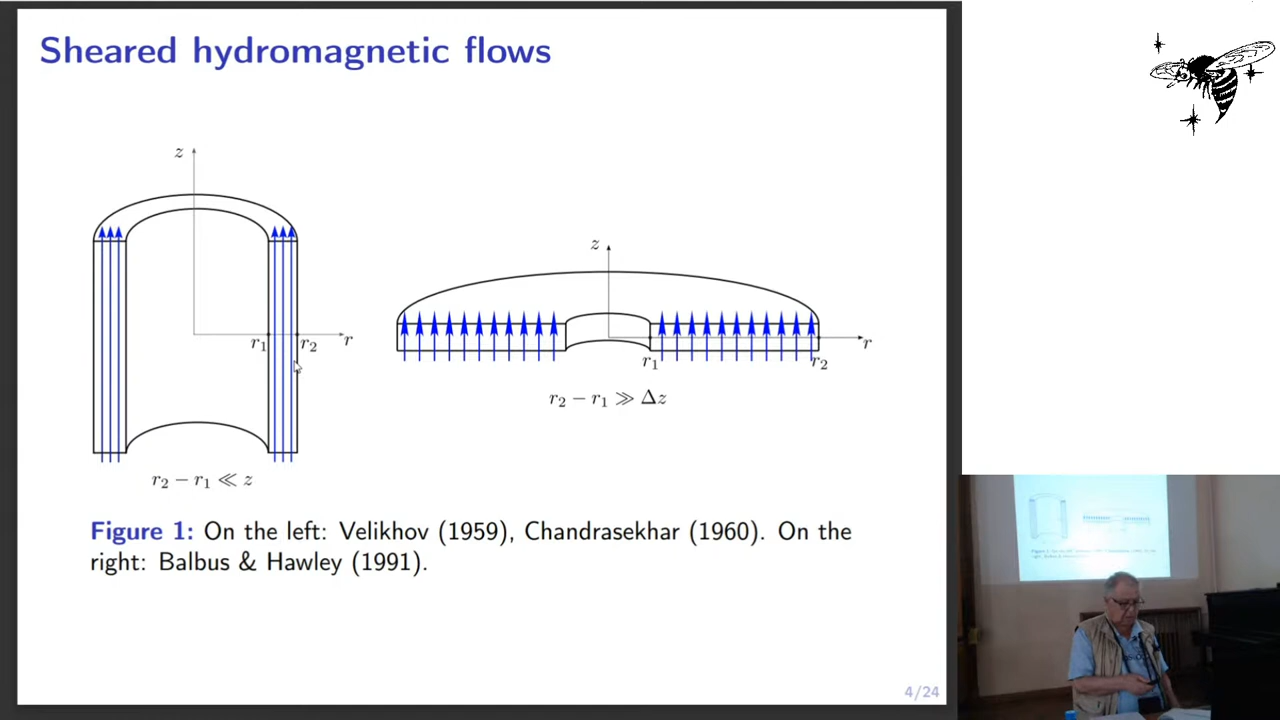 Sheared hydromagnetic flows
z
r₁ r₂ r
r₂ − r₁ ≪ z
z
r₁ r₂ r
r₂ − r₁ ≫ Δz
Figure 1: On the left: Velikhov (1959), Chandrasekhar (1960). On the
right: Balbus & Hawley (1991).
4/24